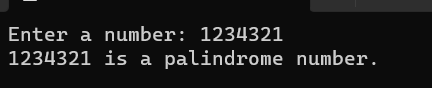 Enter a number: 1234321
1234321 is a palindrome number.